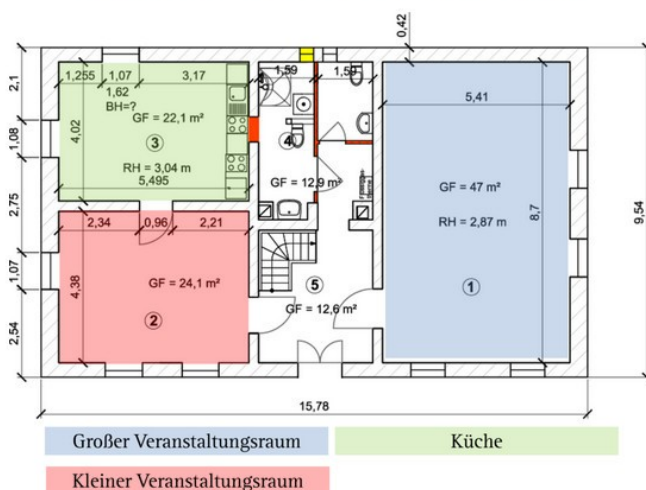 0,42
1,255 1,07 3,17 1,59 1,59
2,1
1,62
BH=?
GF = 22,1 m²
5,41
1,08
4,02
3
4
RH = 3,04 m
5,495
GF = 12,9 m²
GF = 47 m²
RH = 2,87 m
8,7
9,54
2,75
2,34 0,96 2,21
1,07
4,38
GF = 24,1 m²
5
1
GF = 12,6 m²
2
2,54
15,78
Großer Veranstaltungsraum Küche
Kleiner Veranstaltungsraum